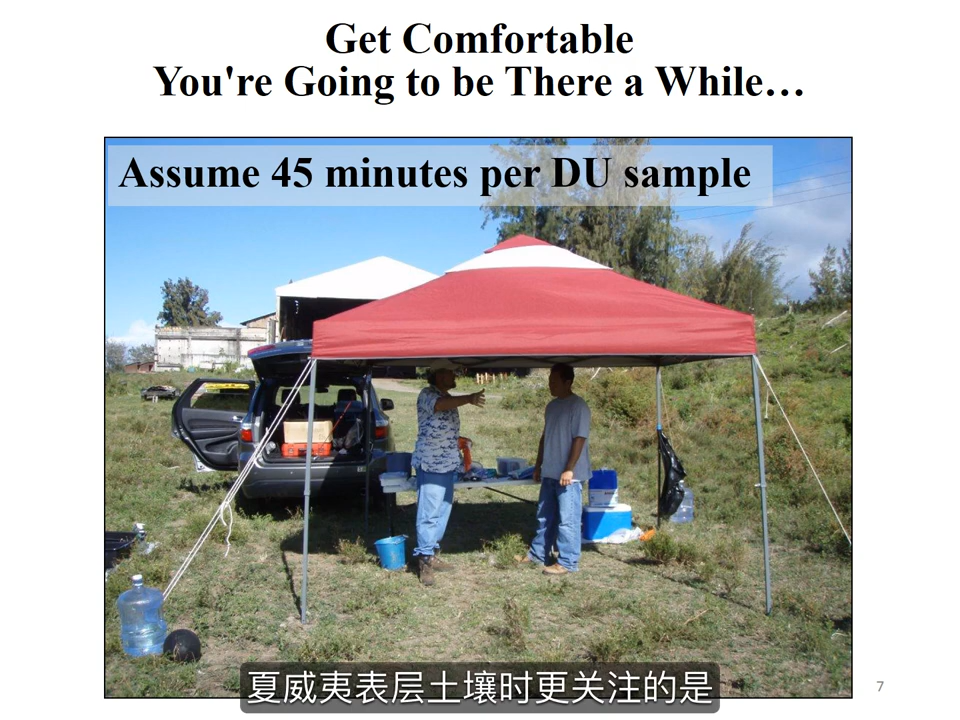 Get Comfortable
You're Going to be There a While…
Assume 45 minutes per DU sample
夏威夷表层土壤时更关注的是
7